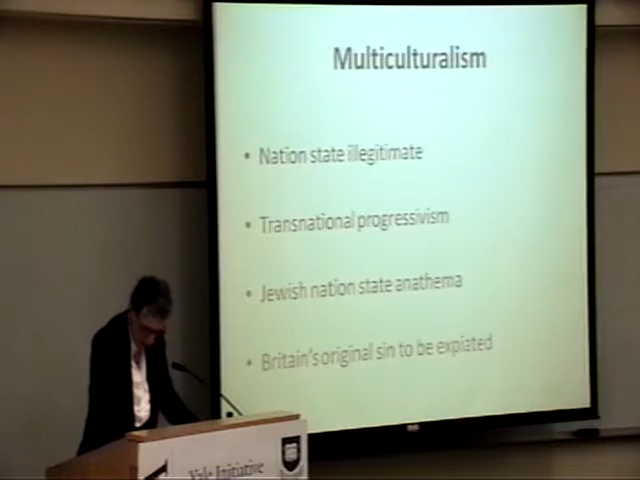 Multiculturalism
• Nation state illegitimate
• Transnational progressivism
• Jewish nation state anathema
• Britain's original sin to be expiated
Yale Initiative